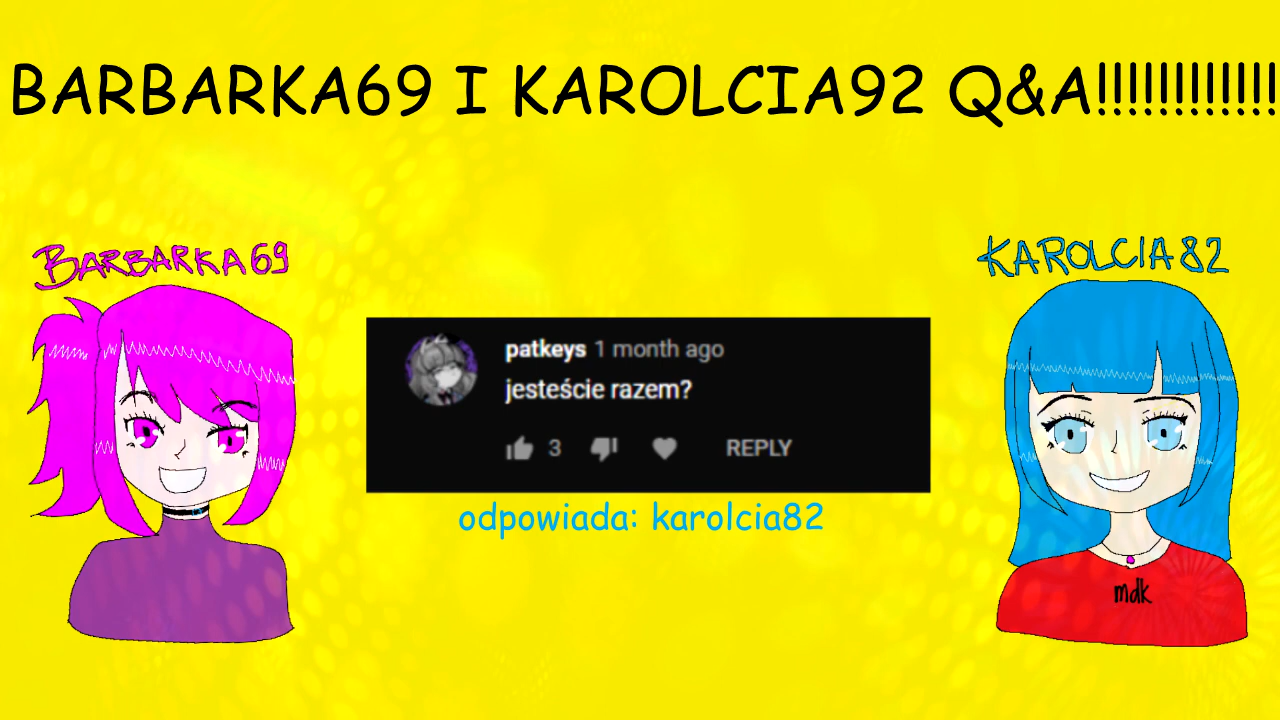 BARBARKA69 I KAROLCIA92 Q&A!!!!!!!!!!!!
BARBARKA69
KAROLCIA82
patkeys 1 month ago
jesteście razem?
3 REPLY
odpowiada: karolcia82
mdk